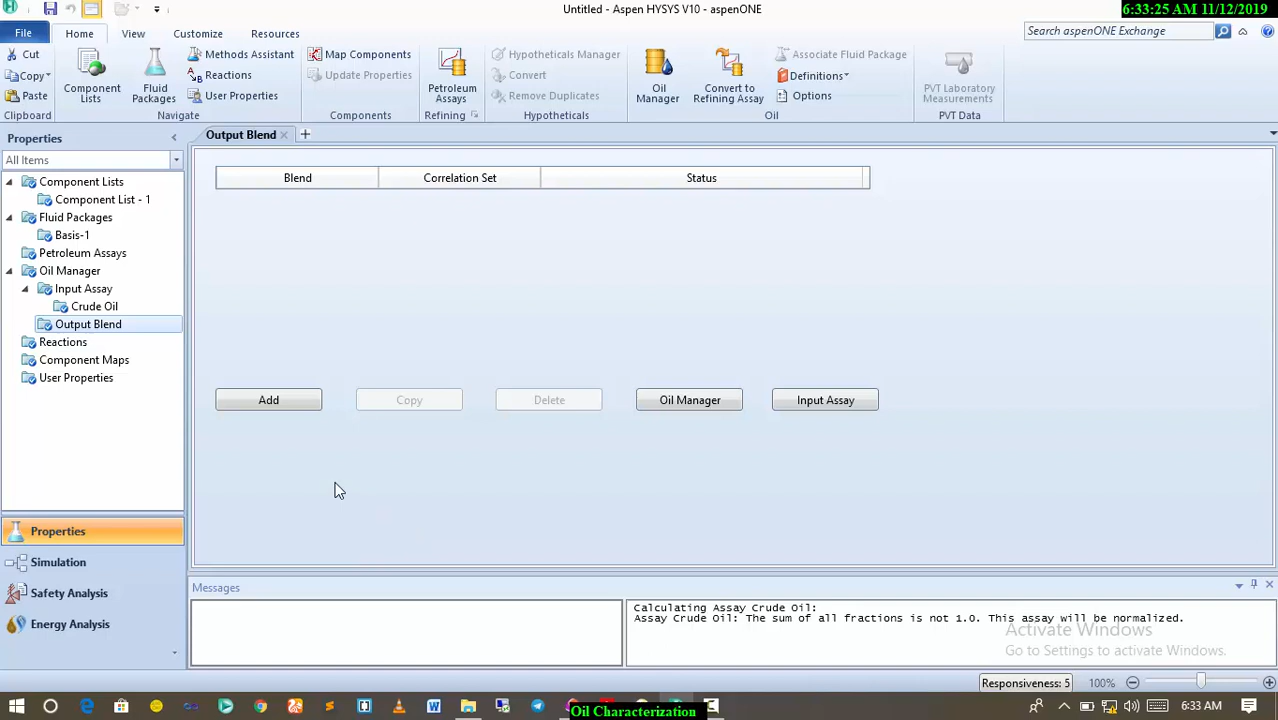 Untitled - Aspen HYSYS V10 - aspenONE
6:33:25 AM 11/12/2019
File
Home
View
Customize
Resources
Search aspenONE Exchange
Cut
Copy
Paste
Clipboard
Component Lists
Fluid Packages
Methods Assistant
Reactions
User Properties
Navigate
Map Components
Update Properties
Components
Petroleum Assays
Refining
Hypotheticals Manager
Convert
Remove Duplicates
Hypotheticals
Oil Manager
Convert to Refining Assay
Associate Fluid Package
Definitions
Options
Oil
PVT Laboratory Measurements
PVT Data
Properties
All Items
Component Lists
Component List - 1
Fluid Packages
Basis-1
Petroleum Assays
Oil Manager
Input Assay
Crude Oil
Output Blend
Reactions
Component Maps
User Properties
Properties
Simulation
Safety Analysis
Energy Analysis
Output Blend
Blend
Correlation Set
Status
Add
Copy
Delete
Oil Manager
Input Assay
Messages
Calculating Assay Crude Oil:
Assay Crude Oil: The sum of all fractions is not 1.0. This assay will be normalized.
Activate Windows
Go to Settings to activate Windows.
Responsiveness: 5
100%
Oil Characterization
6:33 AM